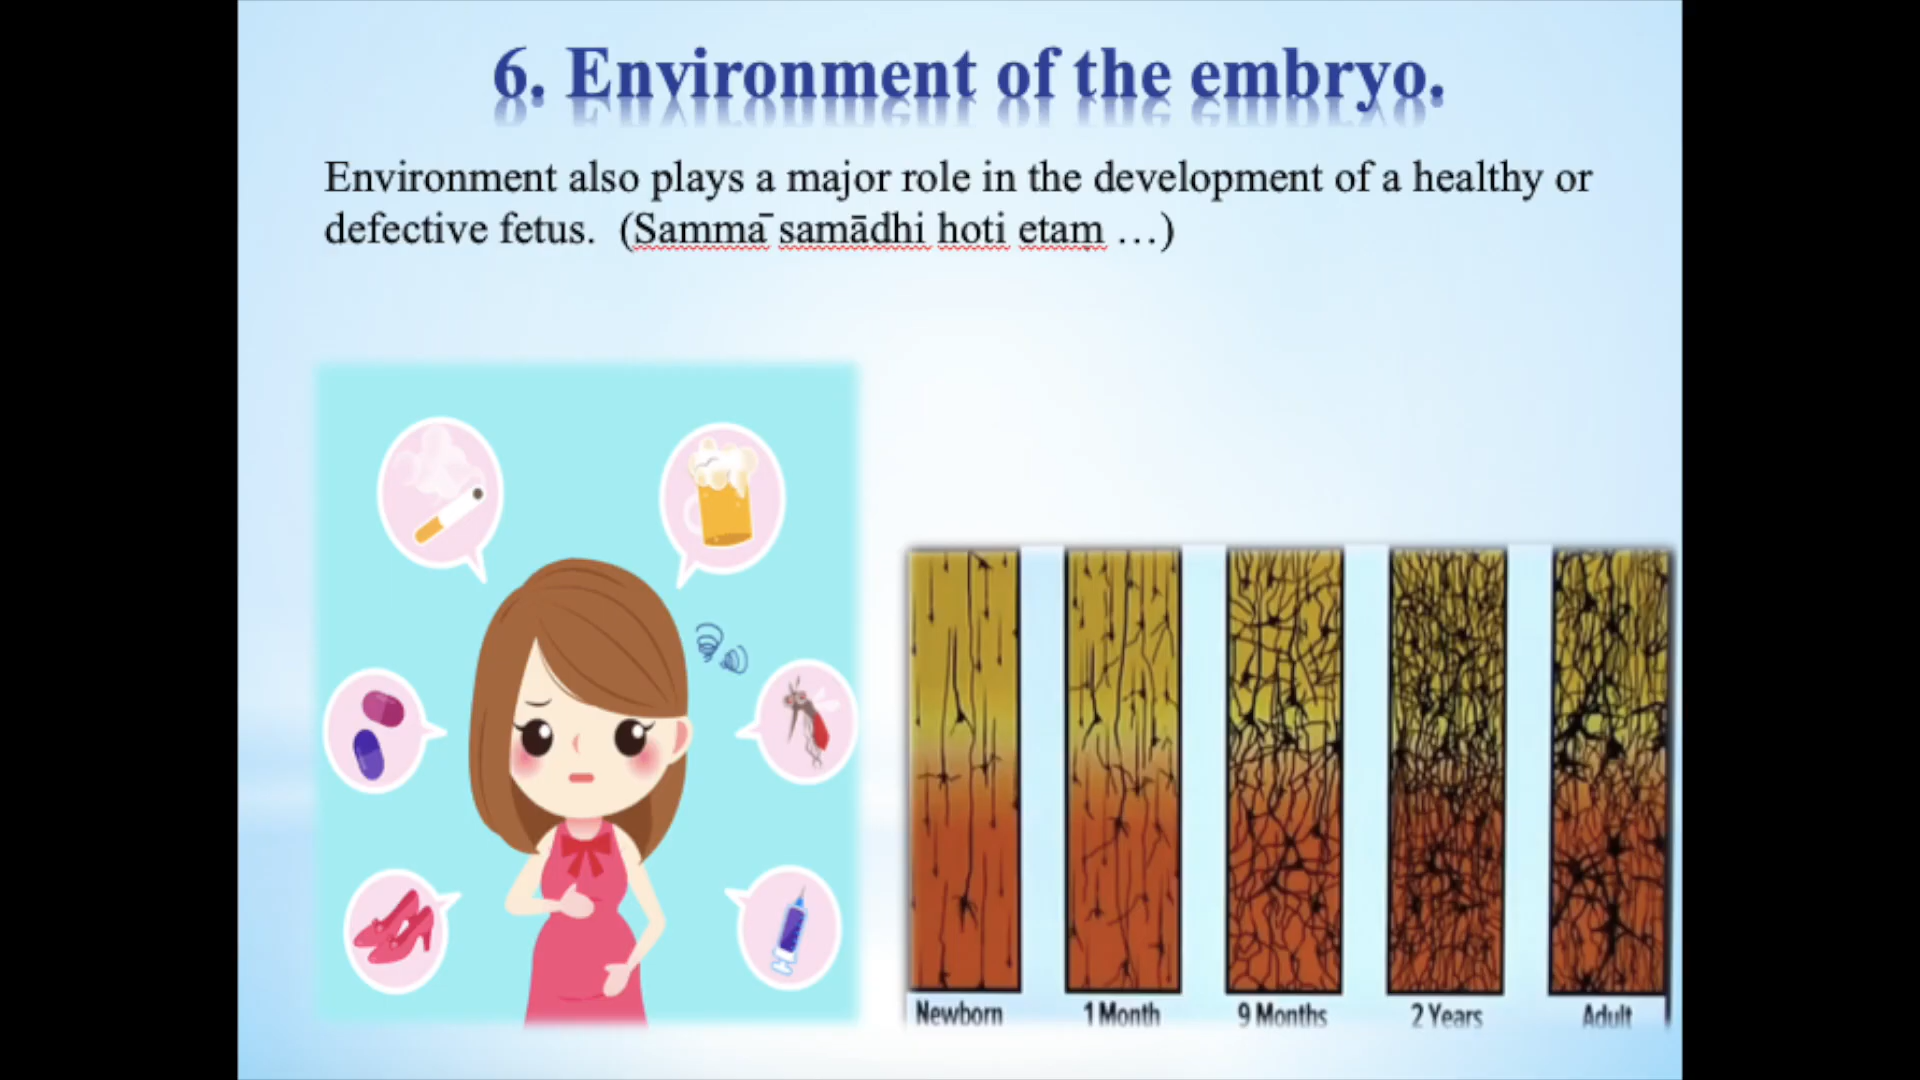 6. Environment of the embryo.
Environment also plays a major role in the development of a healthy or
defective fetus. (Sammā samādhi hoti etaṃ …)
Newborn 1 Month 9 Months 2 Years Adult